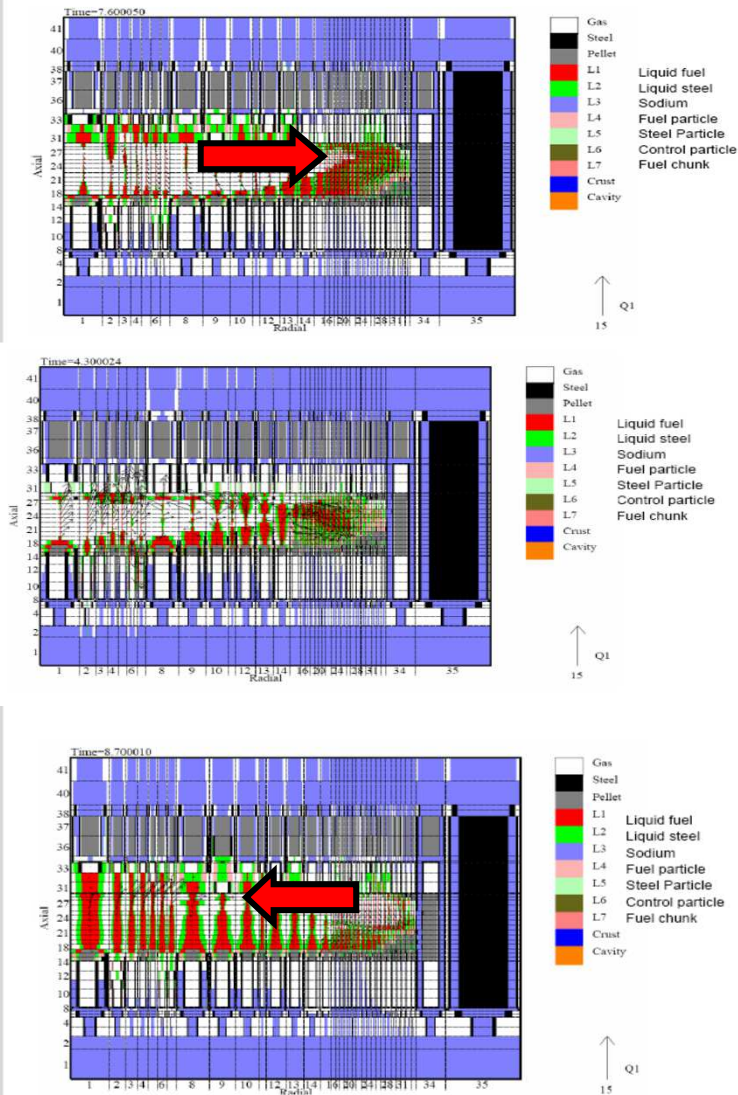 Time=7.600050
41
40
38
37
36
33
31
27
24
21
18
14
12
10
8
4
2
1
Axial
1 2 3 4 6 8 9 10 12 13 14 16 20 24 28 31 34 35
Radial
Gas
Steel
Pellet
L1 Liquid fuel
L2 Liquid steel
L3 Sodium
L4 Fuel particle
L5 Steel Particle
L6 Control particle
L7 Fuel chunk
Crust
Cavity
15 Q1
Time=4.300024
41
40
38
37
36
33
31
27
24
21
18
14
12
10
8
4
2
1
Axial
1 2 3 4 6 8 9 10 12 13 14 16 20 24 28 31 34 35
Radial
Gas
Steel
Pellet
L1 Liquid fuel
L2 Liquid steel
L3 Sodium
L4 Fuel particle
L5 Steel Particle
L6 Control particle
L7 Fuel chunk
Crust
Cavity
15 Q1
Time=8.700010
41
40
38
37
36
33
31
27
24
21
18
14
12
10
8
4
2
1
Axial
1 2 3 4 6 8 9 10 12 13 14 16 20 24 28 31 34 35
Radial
Gas
Steel
Pellet
L1 Liquid fuel
L2 Liquid steel
L3 Sodium
L4 Fuel particle
L5 Steel Particle
L6 Control particle
L7 Fuel chunk
Crust
Cavity
15 Q1